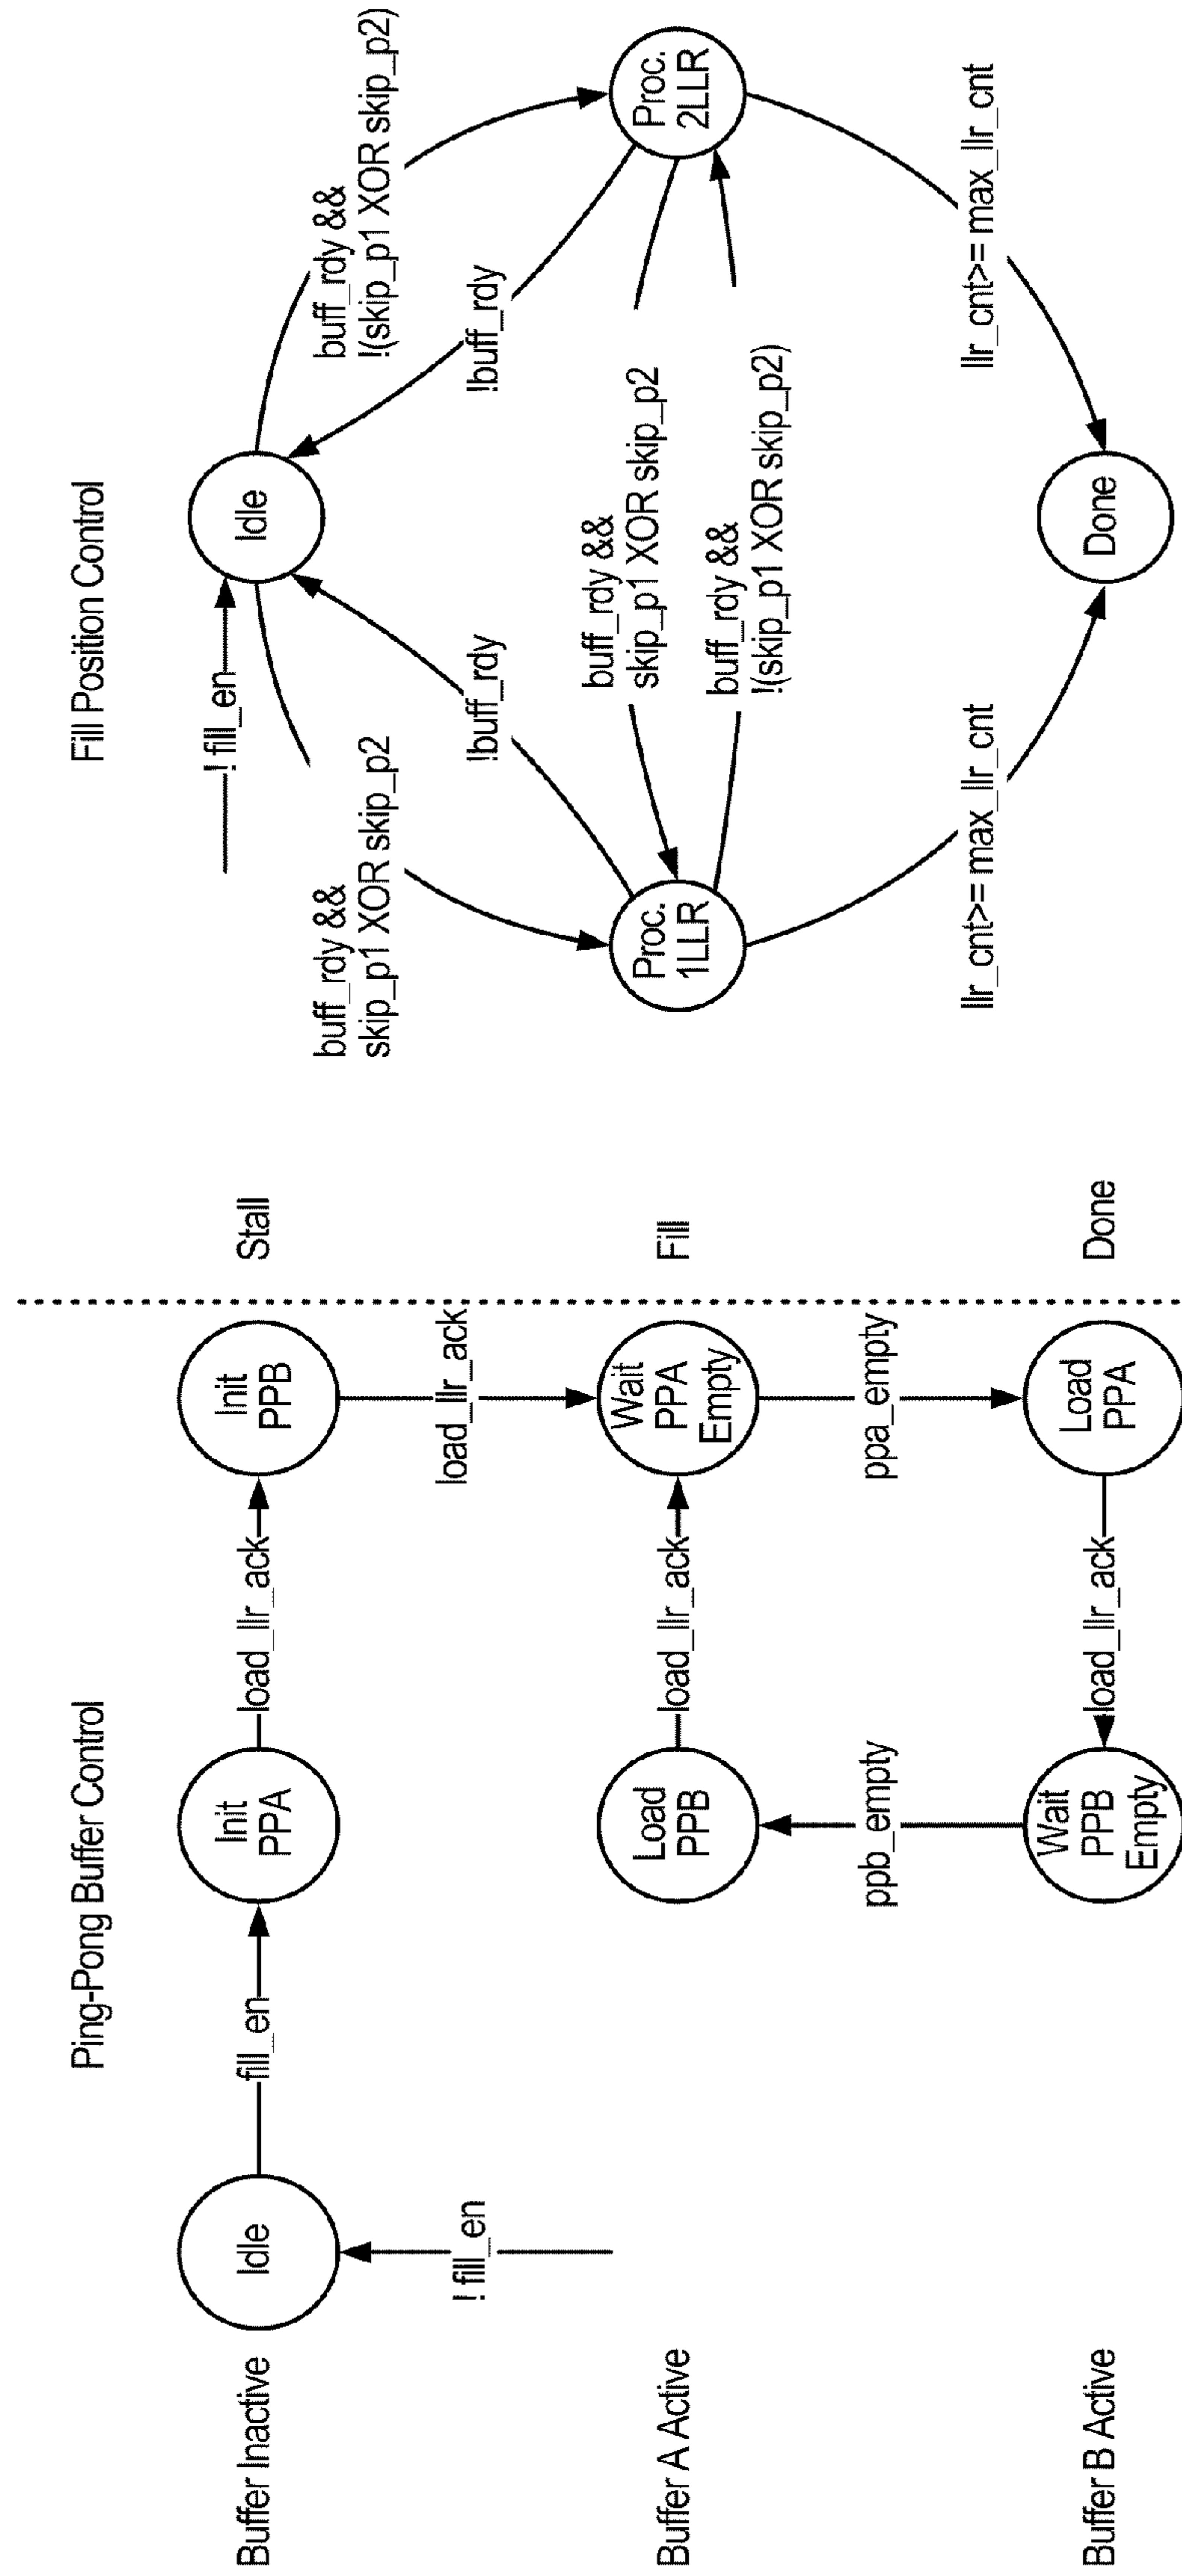 Ping-Pong Buffer Control
Buffer Inactive
Idle
fill_en
Init
PPA
load_llr_ack
Init
PPB
! fill_en
load_llr_ack
Buffer A Active
Load
PPB
load_llr_ack
Wait
PPA
Empty
ppb_empty
ppa_empty
Buffer B Active
Wait
PPB
Empty
load_llr_ack
Load
PPA
Fill Position Control
Stall
! fill_en
Idle
buff_rdy &&
skip_p1 XOR skip_p2
buff_rdy &&
!(skip_p1 XOR skip_p2)
!buff_rdy
!buff_rdy
Fill
Proc.
1LLR
buff_rdy &&
skip_p1 XOR skip_p2
buff_rdy &&
!(skip_p1 XOR skip_p2)
Proc.
2LLR
llr_cnt>= max_llr_cnt
llr_cnt>= max_llr_cnt
Done
Done